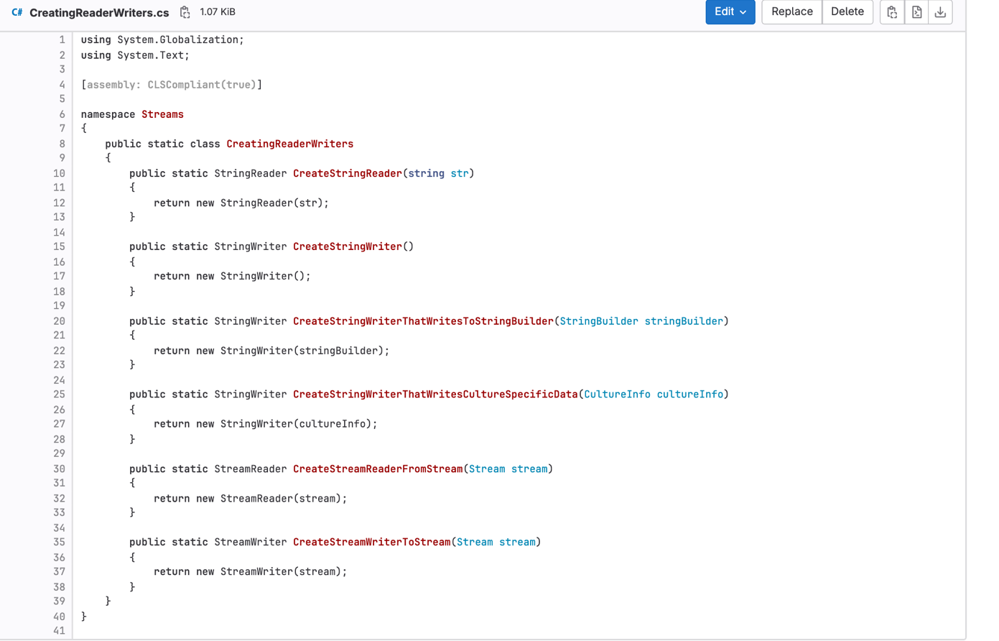 C# CreatingReaderWriters.cs 1.07 KiB Edit Replace Delete
1 using System.Globalization;
2 using System.Text;
3
4 [assembly: CLSCompliant(true)]
5
6 namespace Streams
7 {
8     public static class CreatingReaderWriters
9     {
10         public static StringReader CreateStringReader(string str)
11         {
12             return new StringReader(str);
13         }
14
15         public static StringWriter CreateStringWriter()
16         {
17             return new StringWriter();
18         }
19
20         public static StringWriter CreateStringWriterThatWritesToStringBuilder(StringBuilder stringBuilder)
21         {
22             return new StringWriter(stringBuilder);
23         }
24
25         public static StringWriter CreateStringWriterThatWritesCultureSpecificData(CultureInfo cultureInfo)
26         {
27             return new StringWriter(cultureInfo);
28         }
29
30         public static StreamReader CreateStreamReaderFromStream(Stream stream)
31         {
32             return new StreamReader(stream);
33         }
34
35         public static StreamWriter CreateStreamWriterToStream(Stream stream)
36         {
37             return new StreamWriter(stream);
38         }
39     }
40 }
41